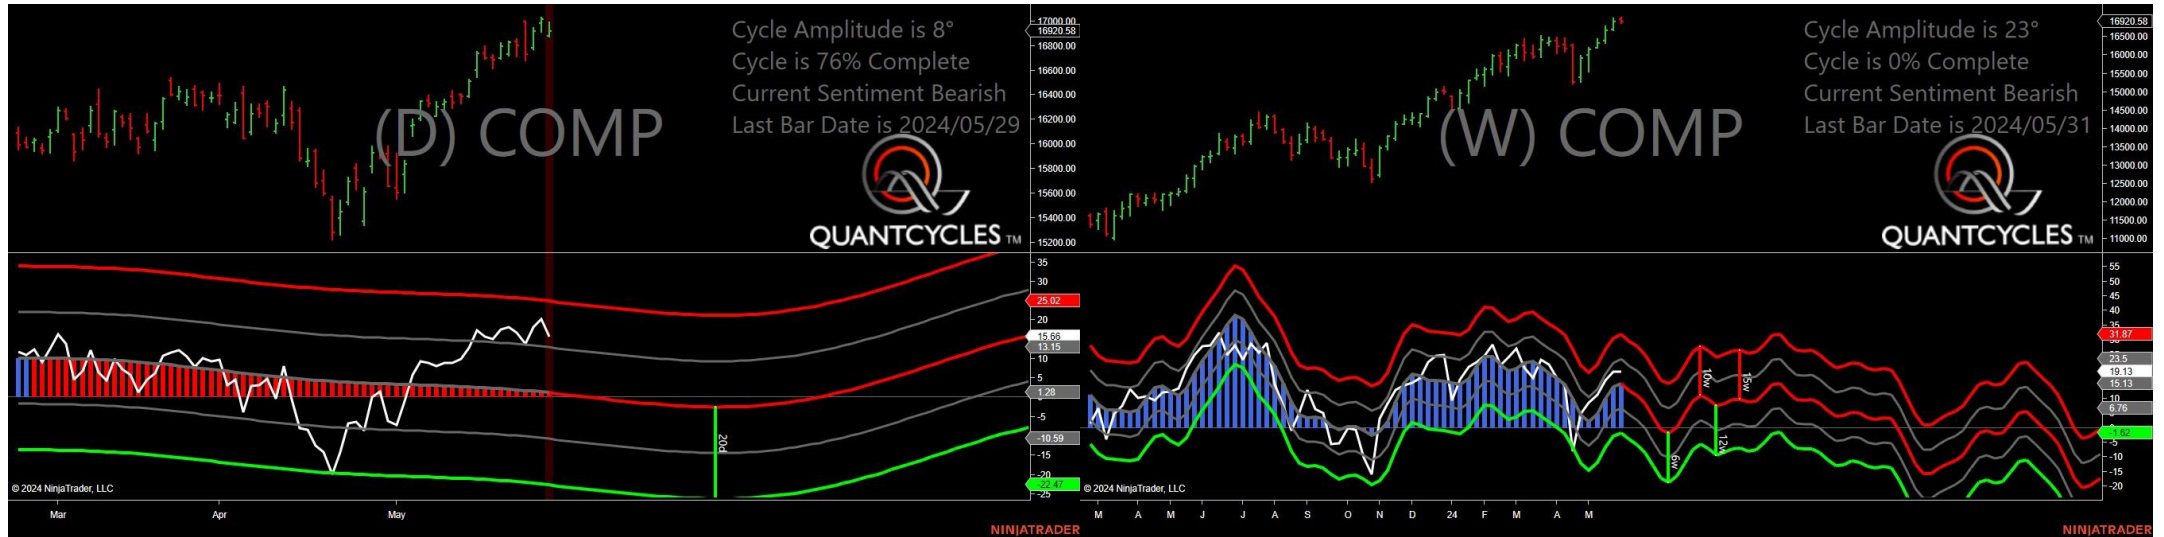 Cycle Amplitude is 8°
Cycle is 76% Complete
Current Sentiment Bearish
Last Bar Date is 2024/05/29
(D) COMP
QUANTCYCLES TM
17000.00
16920.58
16800.00
16600.00
16400.00
16200.00
16000.00
15800.00
15600.00
15400.00
15200.00
35
30
25.02
20
15.66
13.15
10
5
1.28
-5
-10.59
-15
-20
-22.47
-25
20d
© 2024 NinjaTrader, LLC
Mar Apr May
NINJATRADER
Cycle Amplitude is 23°
Cycle is 0% Complete
Current Sentiment Bearish
Last Bar Date is 2024/05/31
(W) COMP
QUANTCYCLES TM
16920.58
16500.00
16000.00
15500.00
15000.00
14500.00
14000.00
13500.00
13000.00
12500.00
12000.00
11500.00
11000.00
55
50
45
40
35
31.87
23.5
19.13
15.13
10
6.76
-1.62
-5
-10
-15
-20
10w
15w
6w
12w
© 2024 NinjaTrader, LLC
M A M J J A S O N D 24 F M A M
NINJATRADER